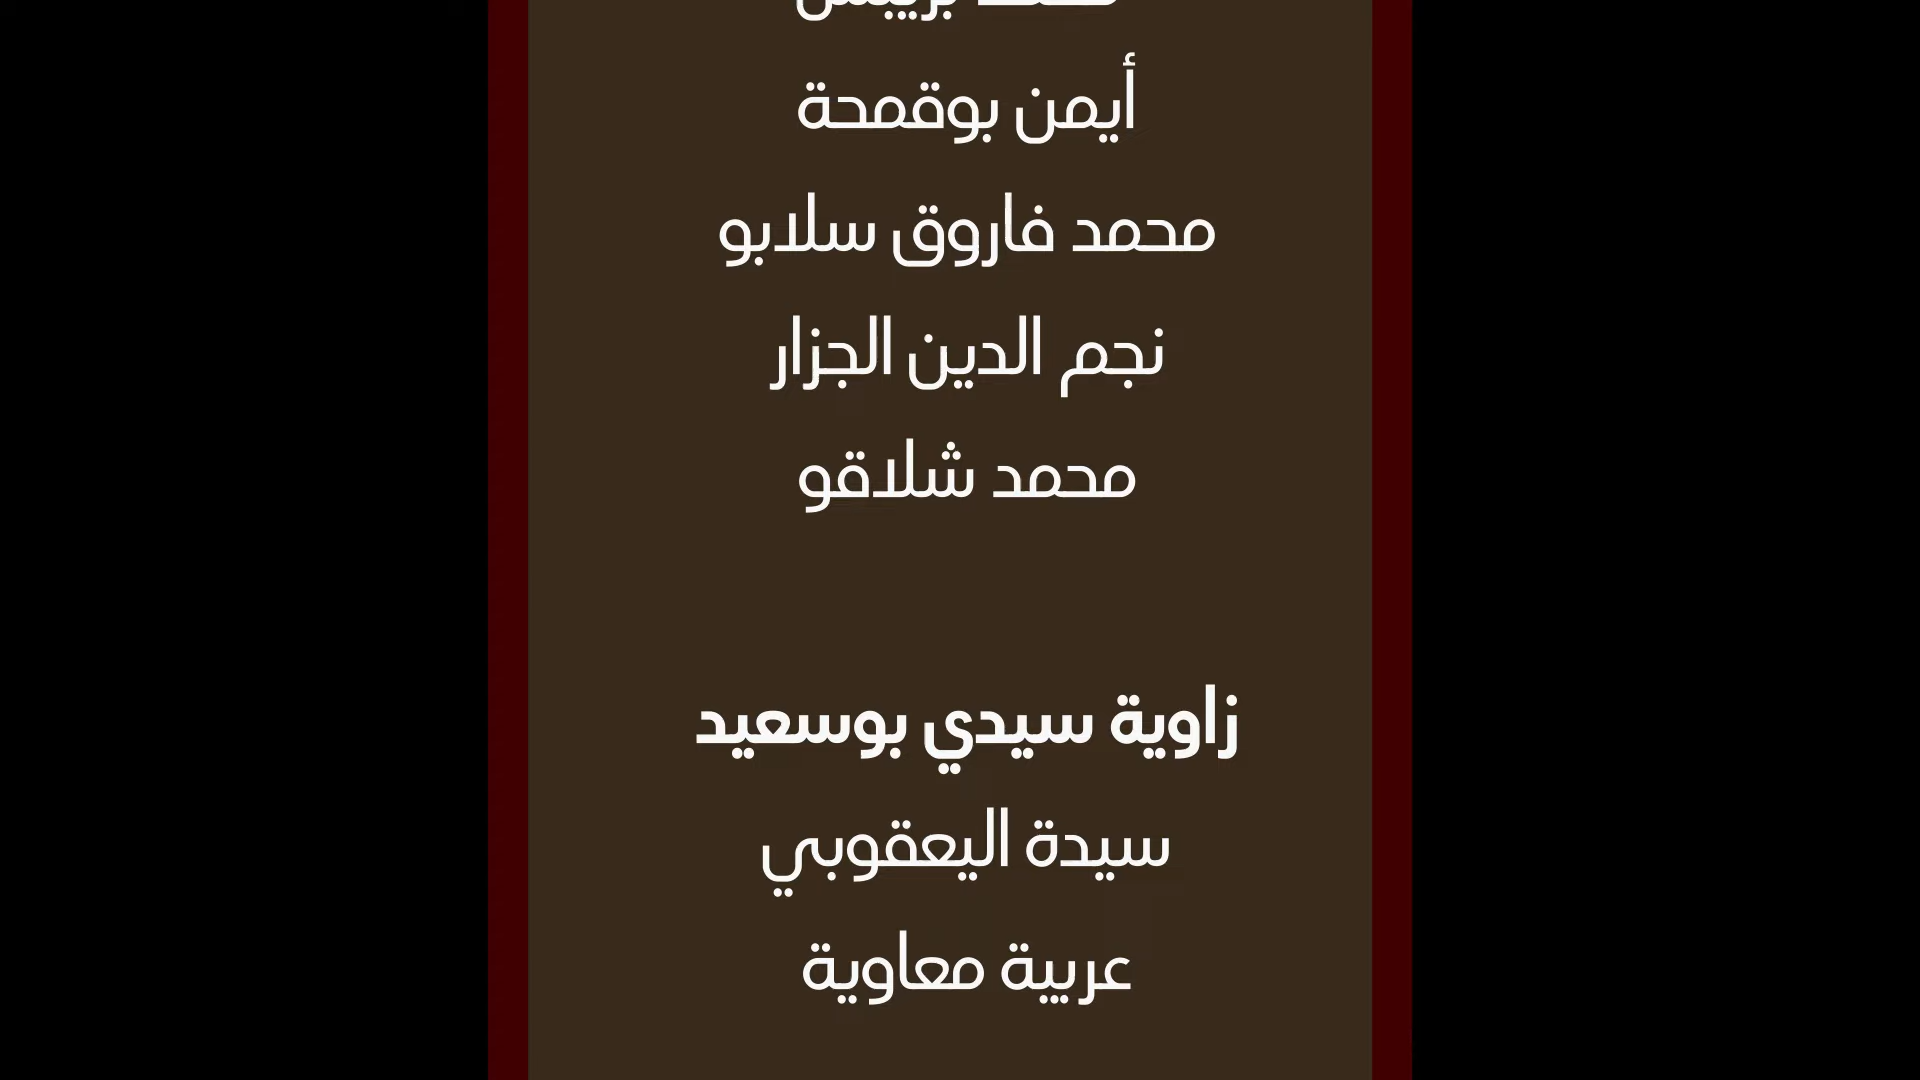 أيمن بوقمحة
محمد فاروق سلابو
نجم الدين الجزار
محمد شلاقو
زاوية سيدي بوسعيد
سيدة اليعقوبي
عربية معاوية